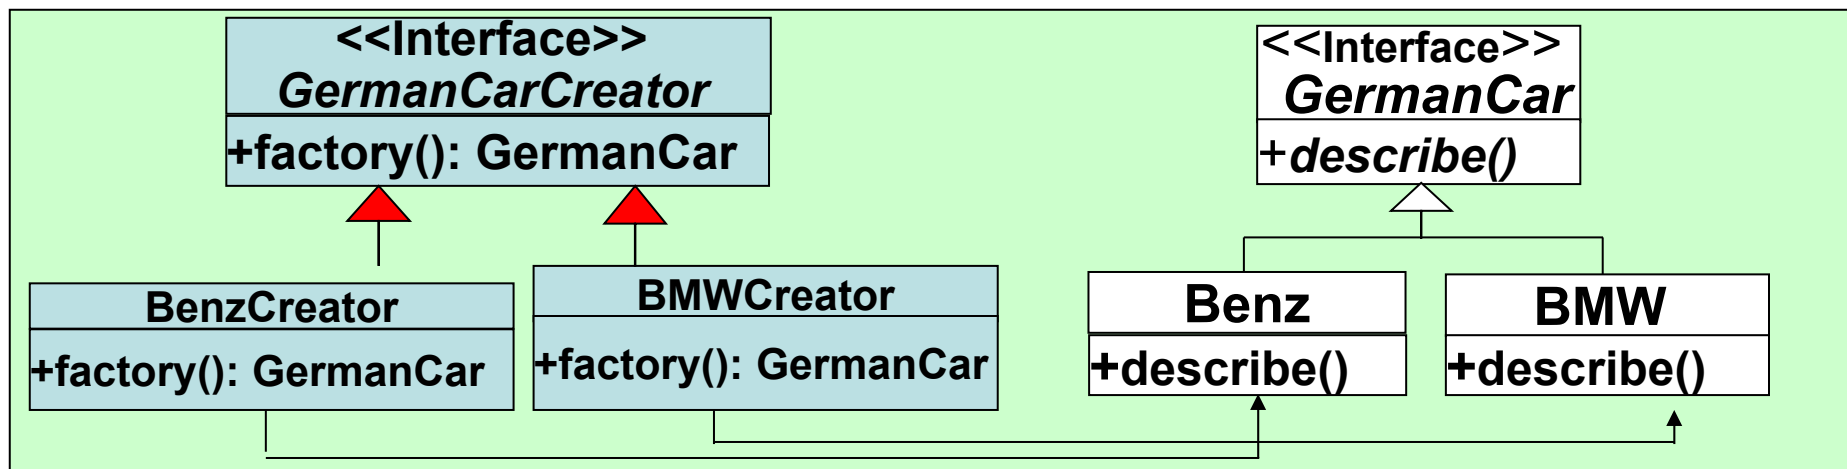 <<Interface>>
GermanCarCreator
+factory(): GermanCar
BenzCreator
+factory(): GermanCar
BMWCreator
+factory(): GermanCar
<<Interface>>
GermanCar
+describe()
Benz
+describe()
BMW
+describe()